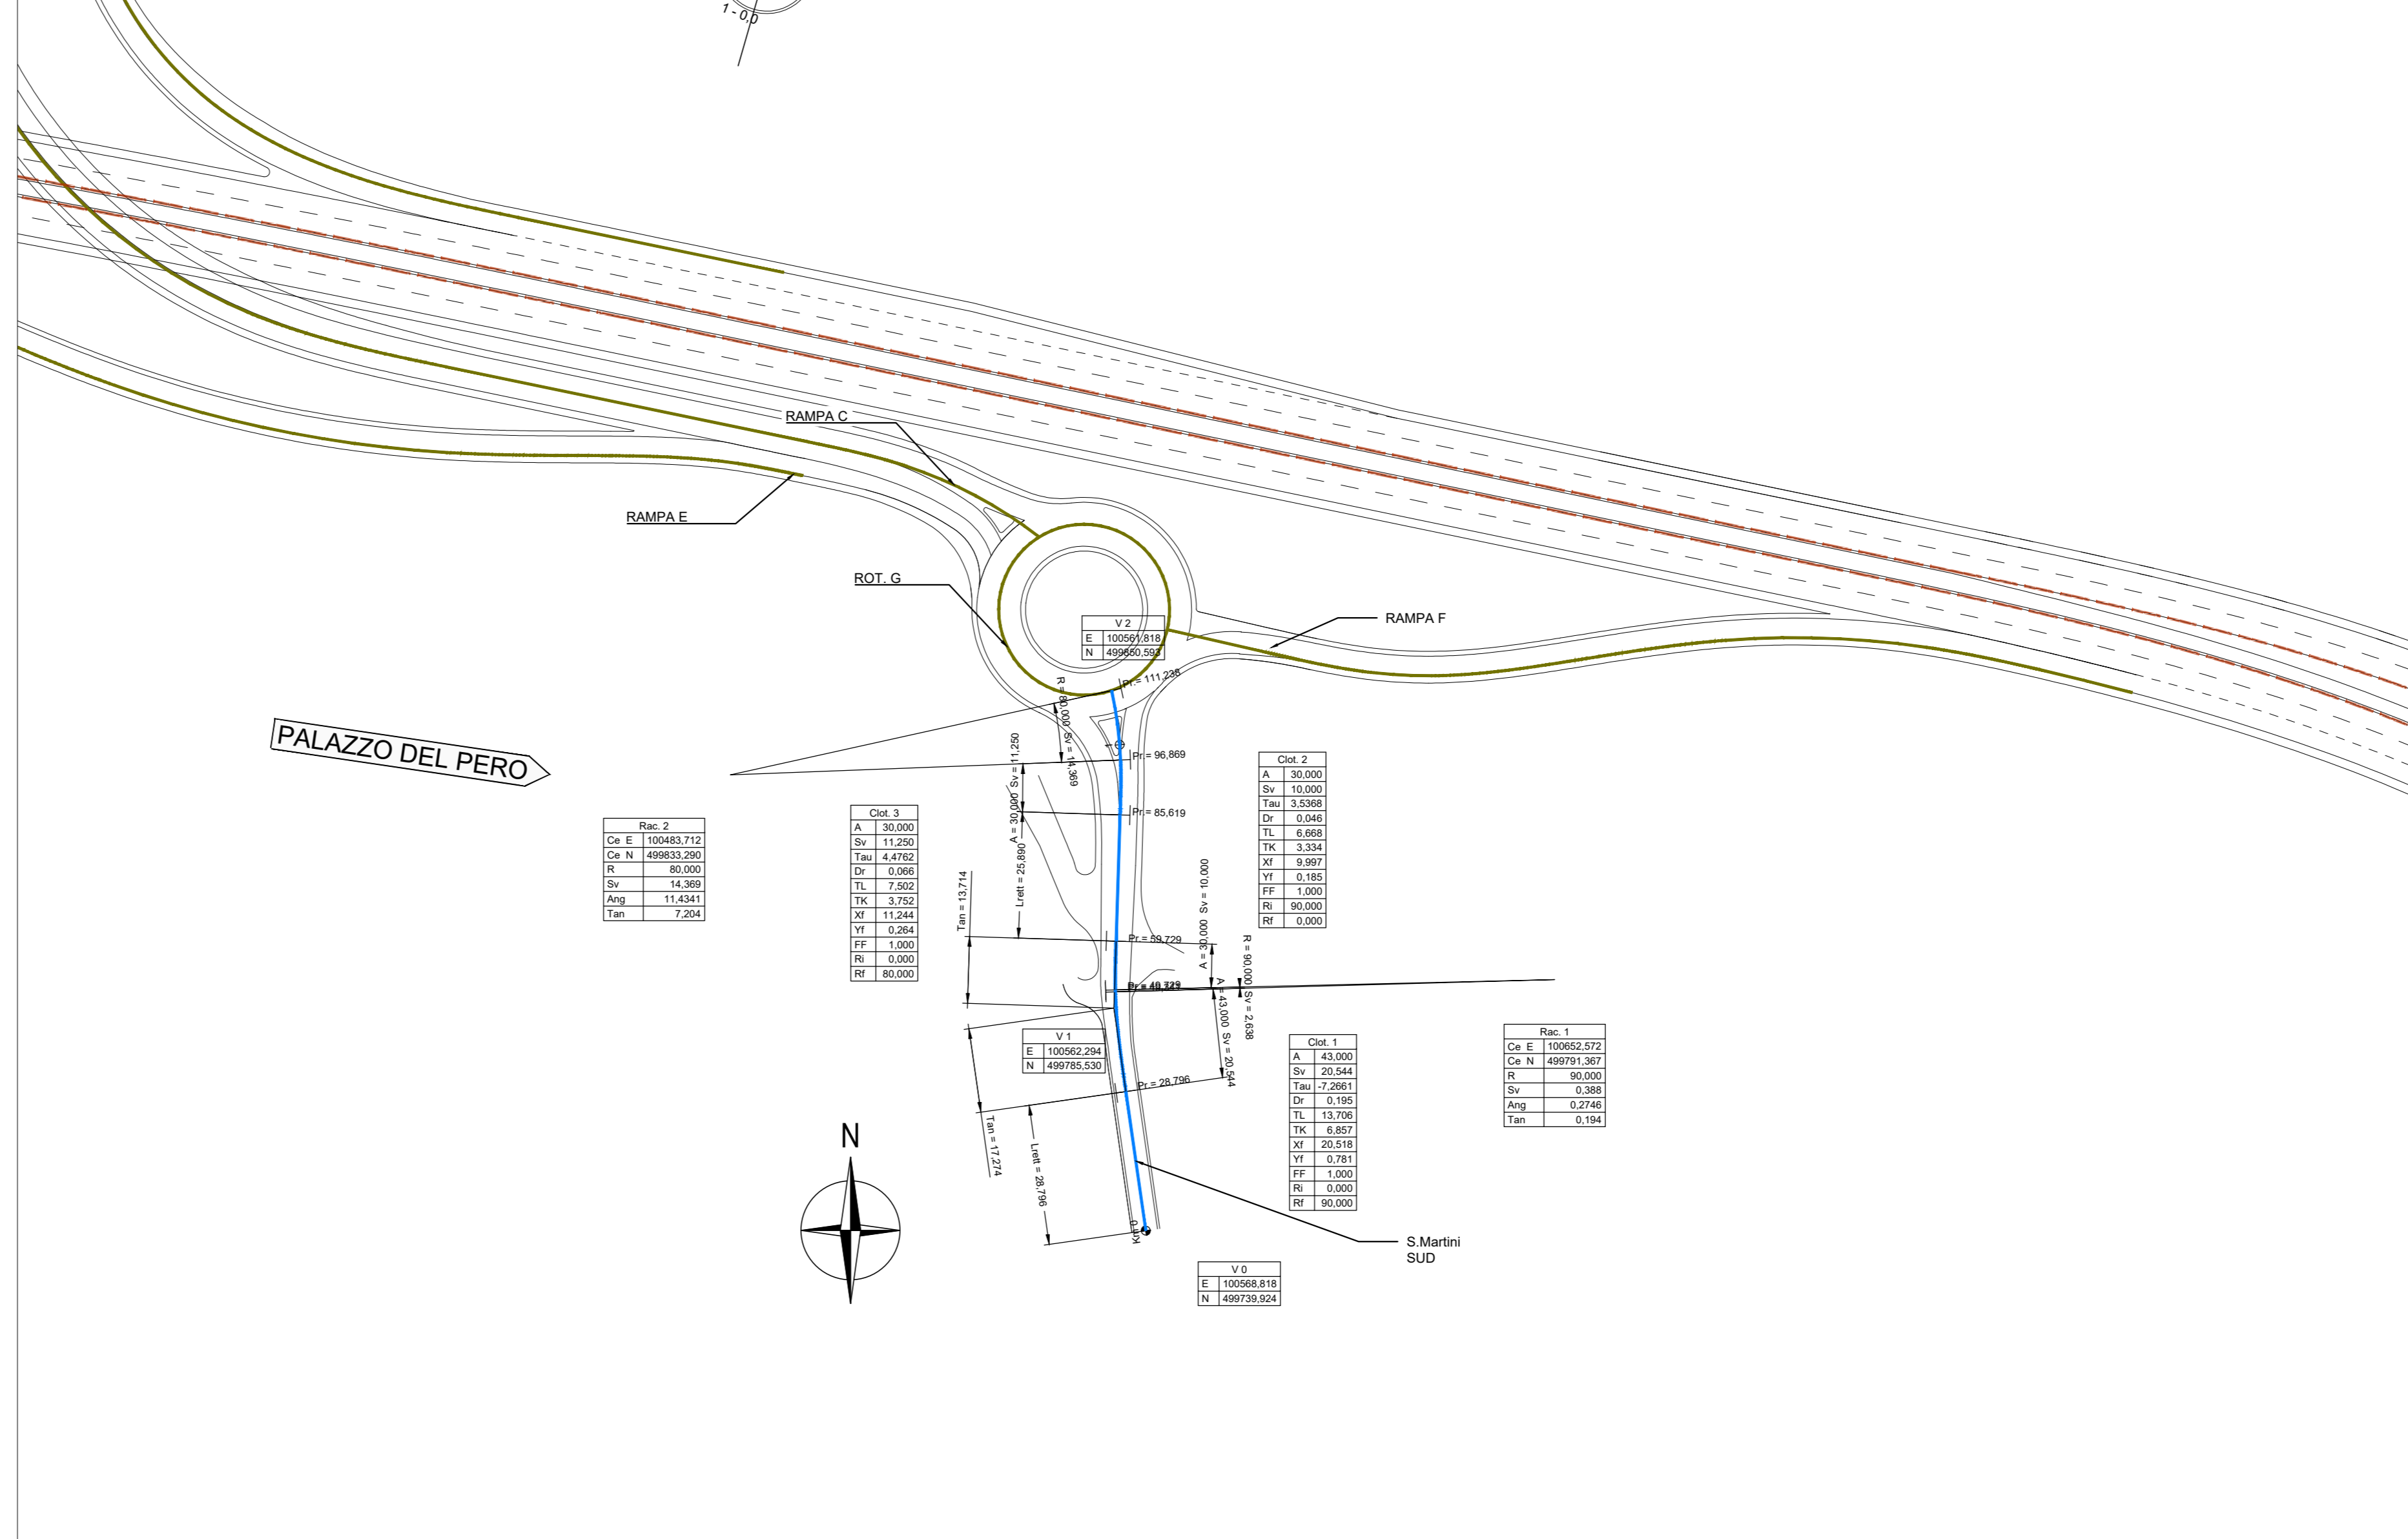 1 - 0,0
RAMPA C
RAMPA E
ROT. G
RAMPA F
V 2
E 100561,818
N 499850,593
Pr.= 111,238
R = 80,000 Sv = 14,369
PALAZZO DEL PERO
A = 30,000 Sv = 11,250
Pr.= 96,869
Pr.= 85,619
Clot. 2
A 30,000
Sv 10,000
Tau 3,5368
Dr 0,046
TL 6,668
TK 3,334
Xf 9,997
Yf 0,185
FF 1,000
Ri 90,000
Rf 0,000
Rac. 2
Ce E 100483,712
Ce N 499833,290
R 80,000
Sv 14,369
Ang 11,4341
Tan 7,204
Clot. 3
A 30,000
Sv 11,250
Tau 4,4762
Dr 0,066
TL 7,502
TK 3,752
Xf 11,244
Yf 0,264
FF 1,000
Ri 0,000
Rf 80,000
Lrett = 25,890
Tan = 13,714
A = 30,000 Sv = 10,000
Pr.= 59,729
R = 90,000 Sv = 2,638
A = 43,000 Sv = 20,544
V 1
E 100562,294
N 499785,530
Pr.= 28,796
Clot. 1
A 43,000
Sv 20,544
Tau -7,2661
Dr 0,195
TL 13,706
TK 6,857
Xf 20,518
Yf 0,781
FF 1,000
Ri 0,000
Rf 90,000
Rac. 1
Ce E 100652,572
Ce N 499791,367
R 90,000
Sv 0,388
Ang 0,2746
Tan 0,194
Tan = 17,274
Lrett = 28,796
N
Km 0
S.Martini
SUD
V 0
E 100568,818
N 499739,924